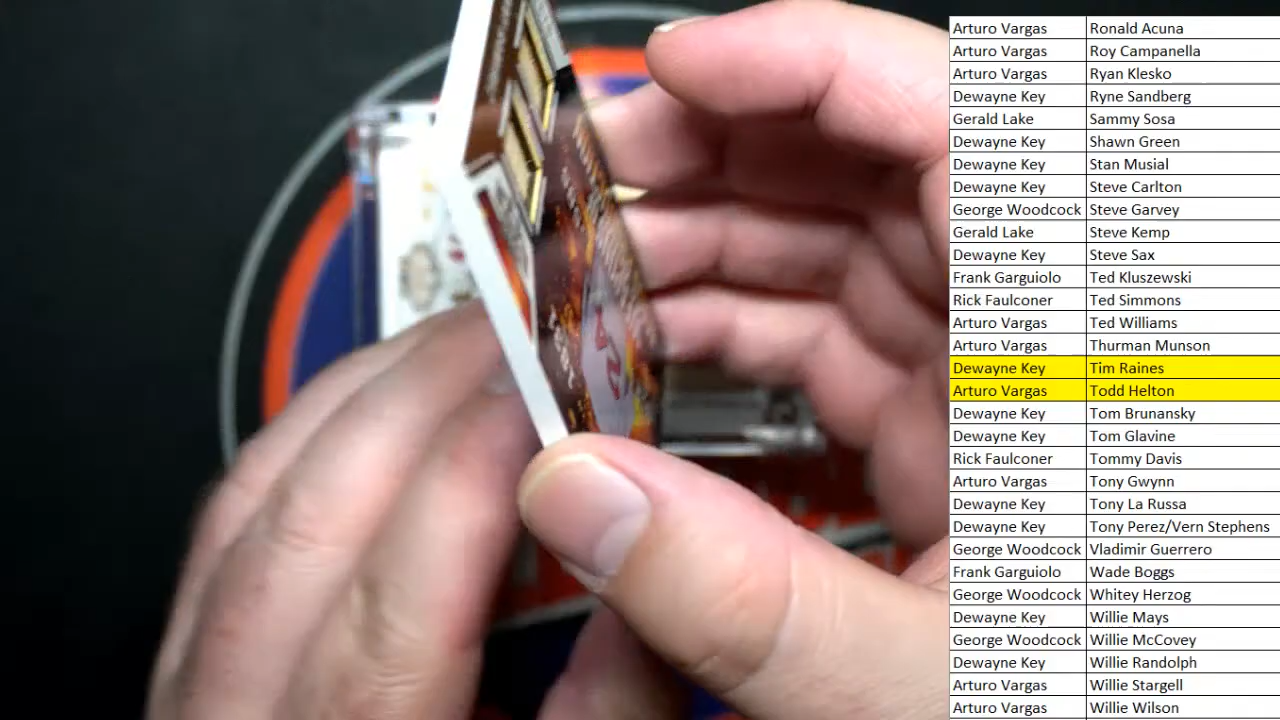 Arturo Vargas Ronald Acuna
Arturo Vargas Roy Campanella
Arturo Vargas Ryan Klesko
Dewayne Key Ryne Sandberg
Gerald Lake Sammy Sosa
Dewayne Key Shawn Green
Dewayne Key Stan Musial
Dewayne Key Steve Carlton
George Woodcock Steve Garvey
Gerald Lake Steve Kemp
Dewayne Key Steve Sax
Frank Garguiolo Ted Kluszewski
Rick Faulconer Ted Simmons
Arturo Vargas Ted Williams
Arturo Vargas Thurman Munson
Dewayne Key Tim Raines
Arturo Vargas Todd Helton
Dewayne Key Tom Brunansky
Dewayne Key Tom Glavine
Rick Faulconer Tommy Davis
Arturo Vargas Tony Gwynn
Dewayne Key Tony La Russa
Dewayne Key Tony Perez/Vern Stephens
George Woodcock Vladimir Guerrero
Frank Garguiolo Wade Boggs
George Woodcock Whitey Herzog
Dewayne Key Willie Mays
George Woodcock Willie McCovey
Dewayne Key Willie Randolph
Arturo Vargas Willie Stargell
Arturo Vargas Willie Wilson